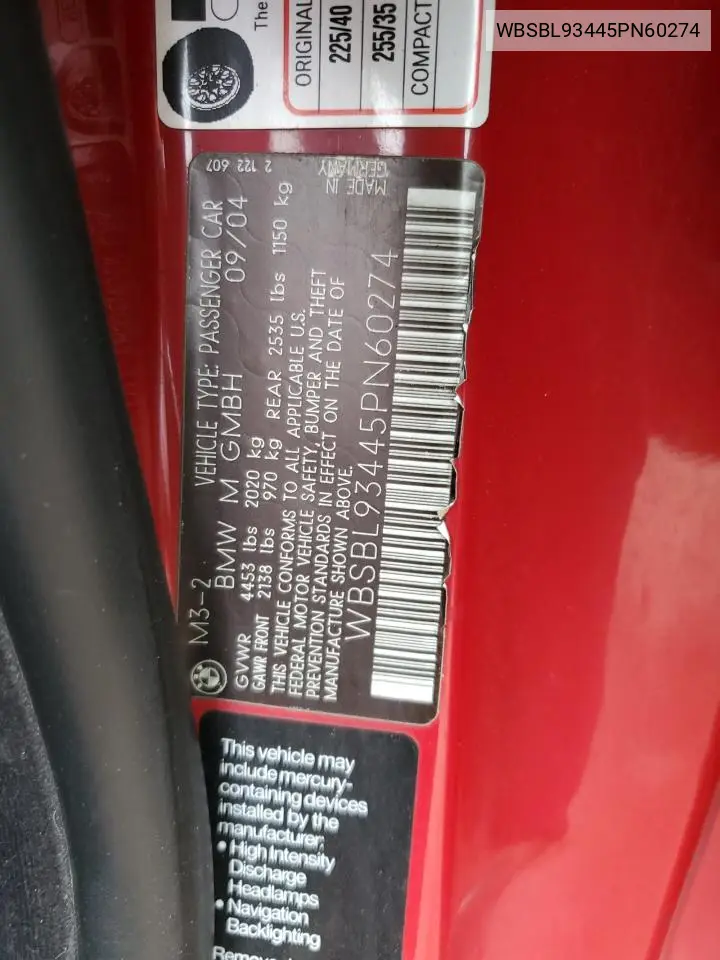 WBSBL93445PN60274
The
ORIGINAL
225/40
255/35
COMPACT
M3-2 VEHICLE TYPE: PASSENGER CAR 2 122 607
BMW M GMBH 09/04
GVWR 4453 lbs 2020 kg
GAWR FRONT 2138 lbs 970 kg REAR 2535 lbs 1150 kg
THIS VEHICLE CONFORMS TO ALL APPLICABLE U.S.
FEDERAL MOTOR VEHICLE SAFETY, BUMPER AND THEFT
PREVENTION STANDARDS IN EFFECT ON THE DATE OF
MANUFACTURE SHOWN ABOVE.
MADE IN
GERMANY
WBSBL93445PN60274
This vehicle may
include mercury-
containing devices
installed by the
manufacturer:
• High Intensity
Discharge
Headlamps
• Navigation
Backlighting